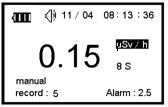 11 / 04 08 : 13 : 36
0.15 µSv / h
8 S
manual
record : 5 Alarm : 2.5